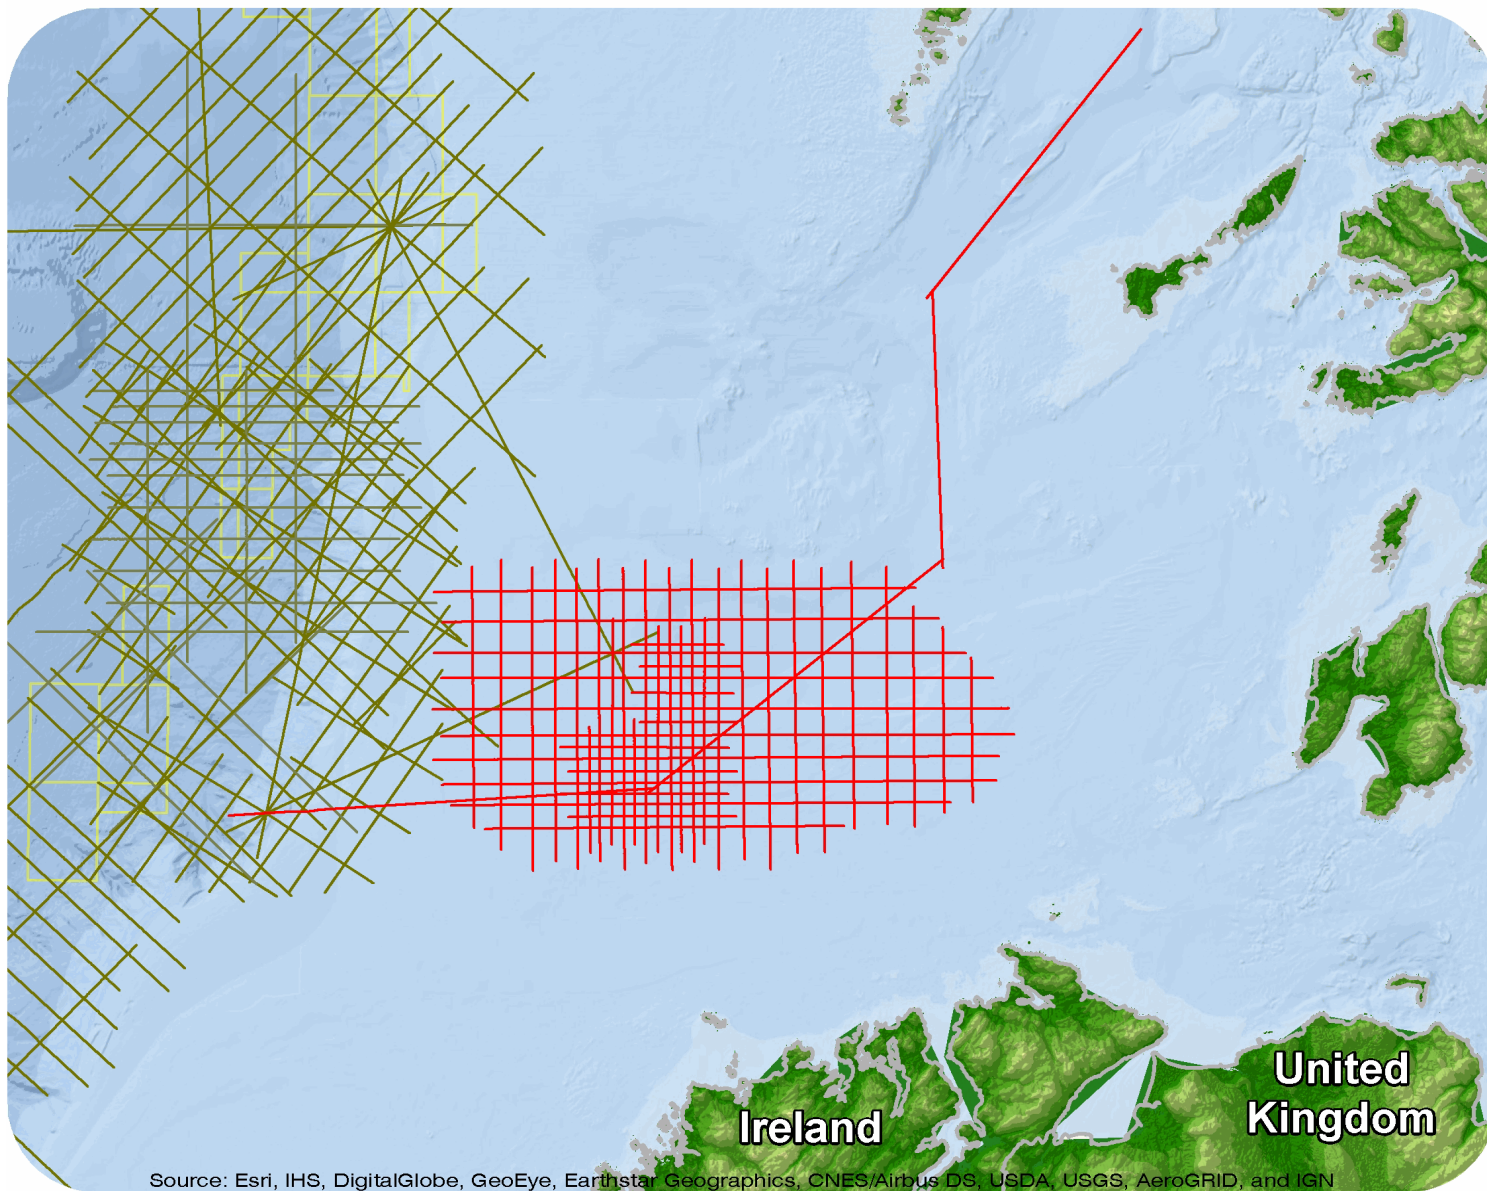 United
Kingdom
Ireland
Source: Esri, IHS, DigitalGlobe, GeoEye, Earthstar Geographics, CNES/Airbus DS, USDA, USGS, AeroGRID, and IGN